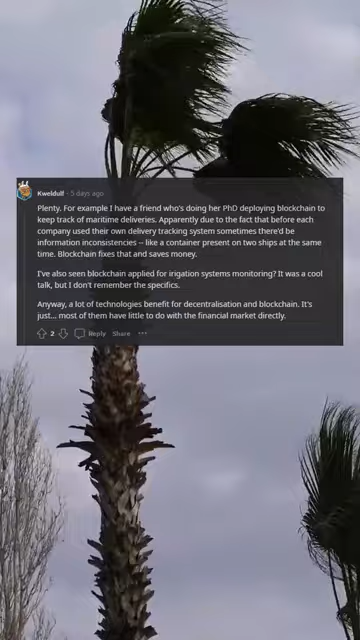 Kweldulf · 5 days ago
Plenty. For example I have a friend who's doing her PhD deploying blockchain to
keep track of maritime deliveries. Apparently due to the fact that before each
company used their own delivery tracking system sometimes there'd be
information inconsistencies -- like a container present on two ships at the same
time. Blockchain fixes that and saves money.
I've also seen blockchain applied for irigation systems monitoring? It was a cool
talk, but I don't remember the specifics.
Anyway, a lot of technologies benefit for decentralisation and blockchain. It's
just... most of them have little to do with the financial market directly.
2 Reply Share ···